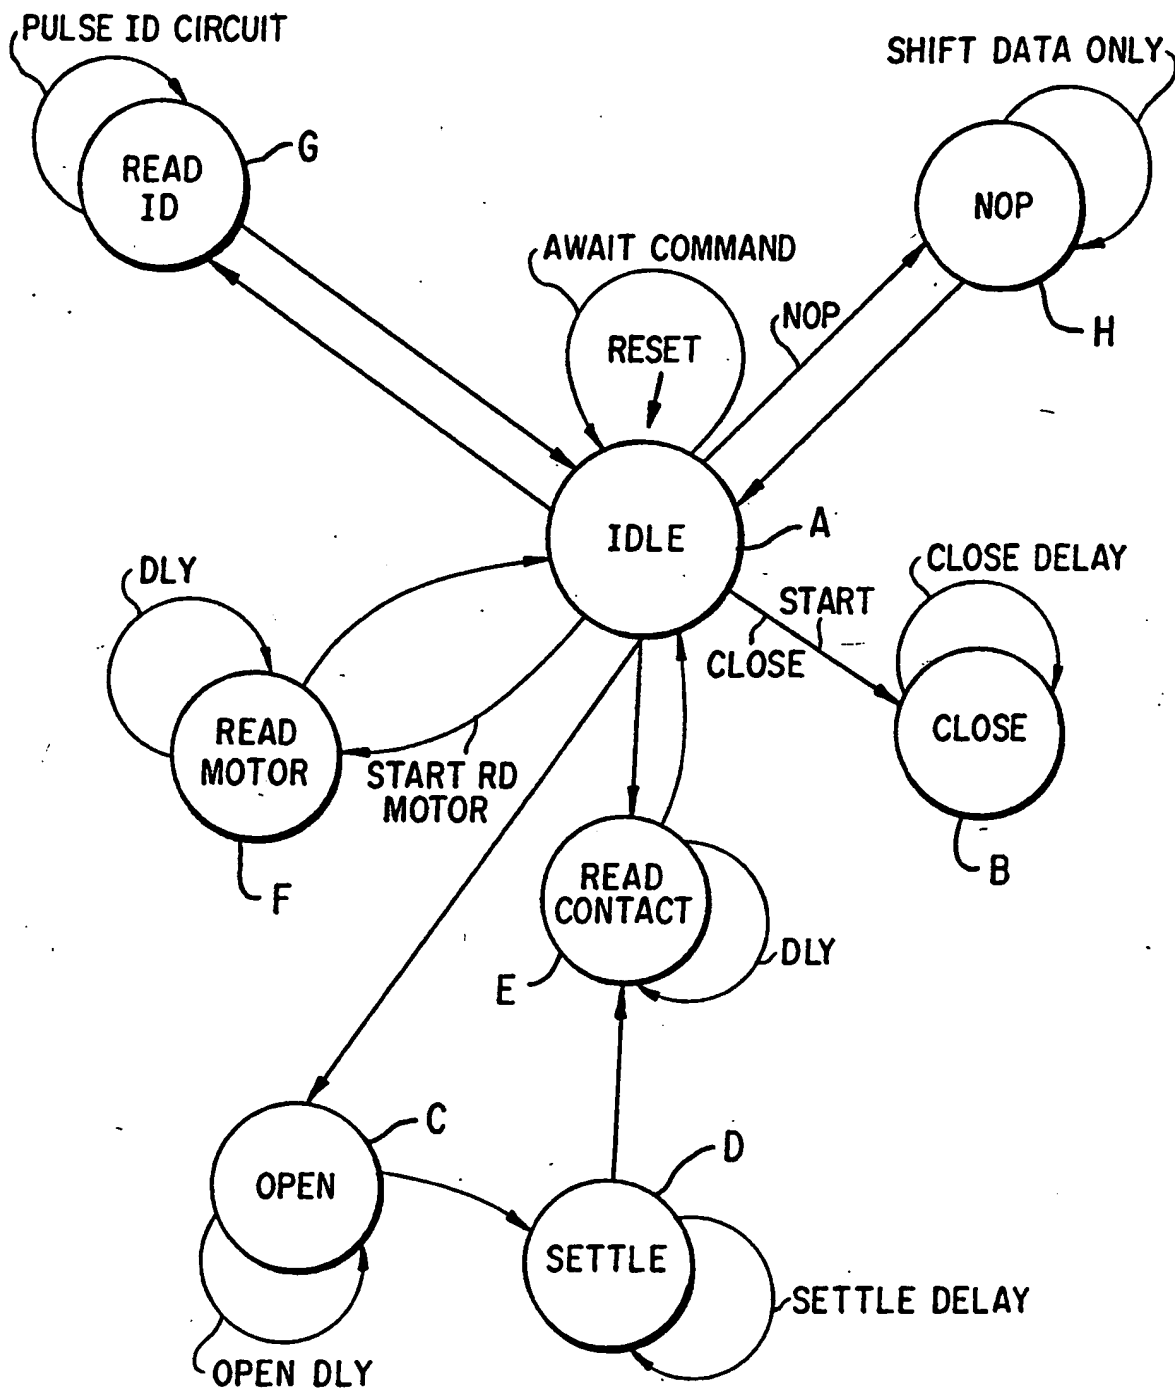 PULSE ID CIRCUIT
SHIFT DATA ONLY
G
READ
ID
NOP
AWAIT COMMAND
NOP
H
RESET
IDLE
A
DLY
CLOSE DELAY
START
CLOSE
READ
MOTOR
CLOSE
START RD
MOTOR
B
F
READ
CONTACT
DLY
E
C
D
OPEN
SETTLE
SETTLE DELAY
OPEN DLY